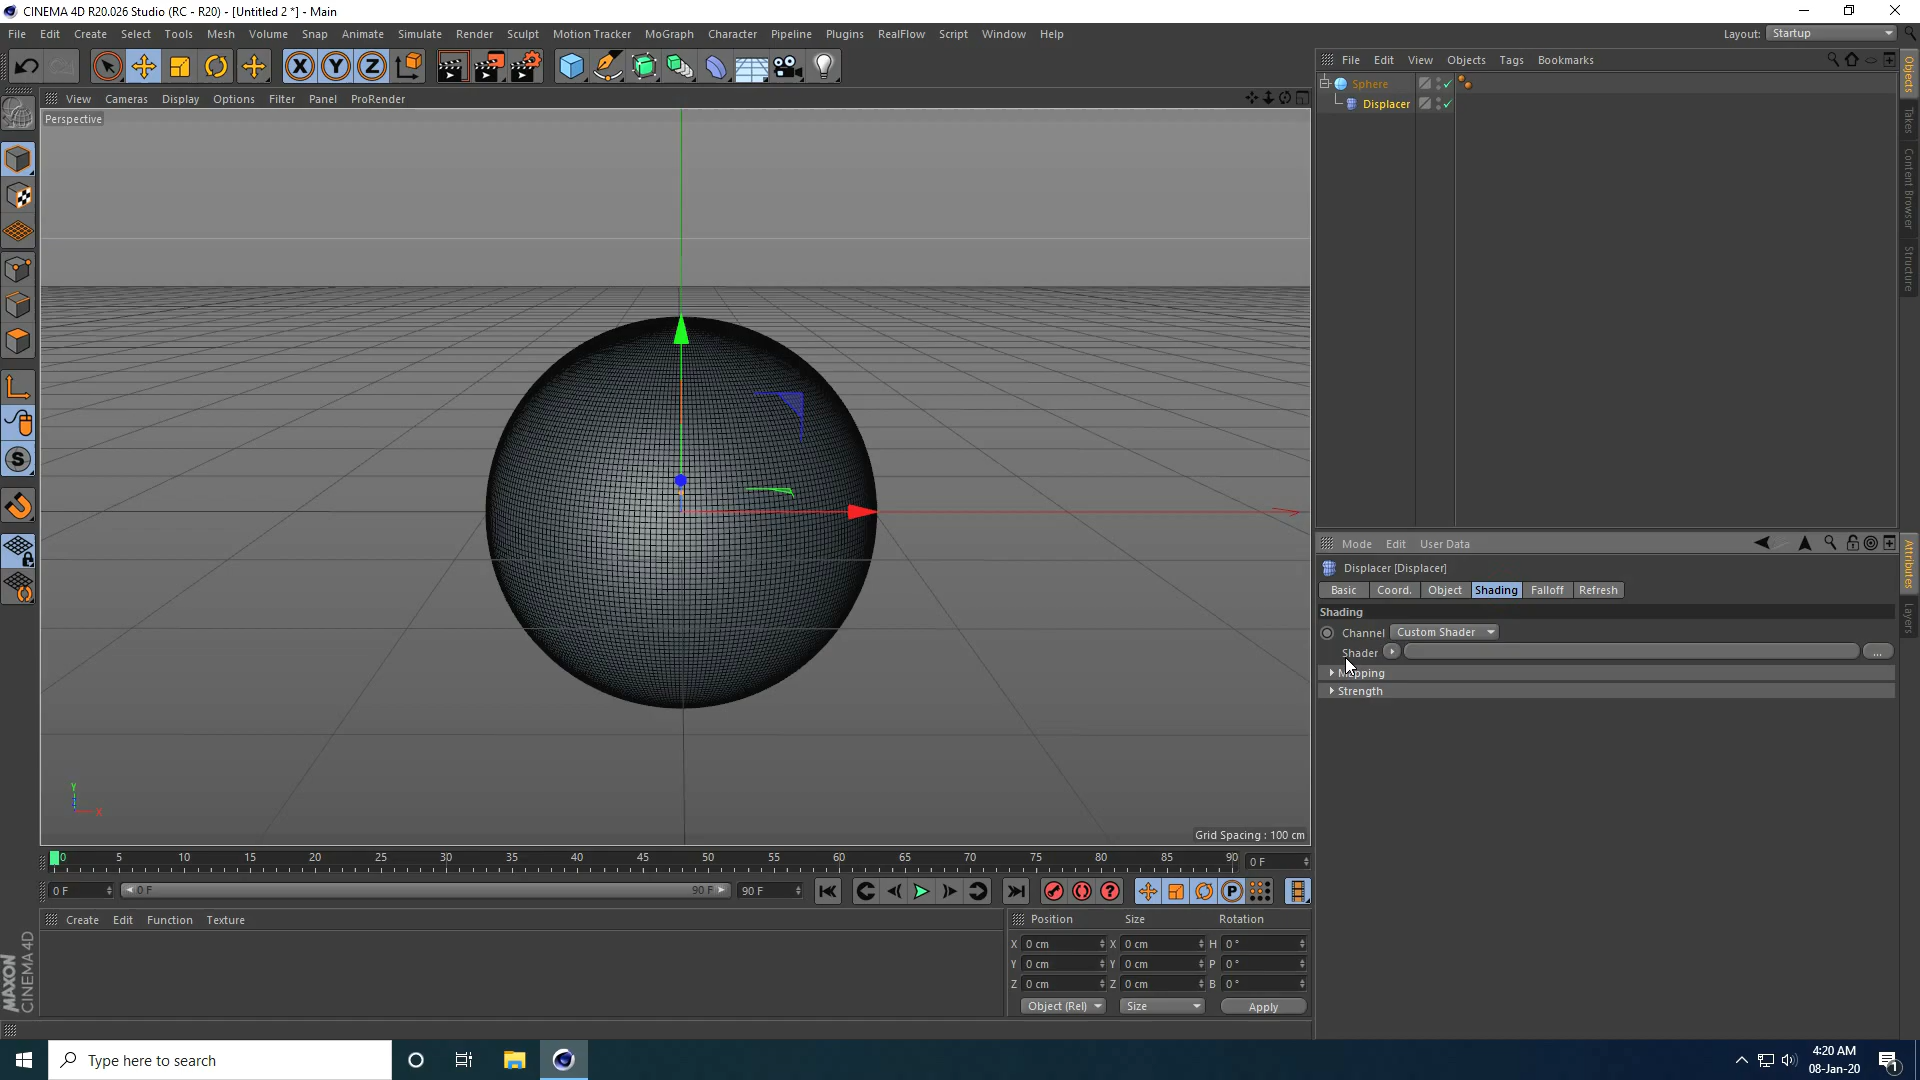 CINEMA 4D R20.026 Studio (RC - R20) - [Untitled 2 *] - Main
File Edit Create Select Tools Mesh Volume Snap Animate Simulate Render Sculpt Motion Tracker MoGraph Character Pipeline Plugins RealFlow Script Window Help
Layout: Startup
View Cameras Display Options Filter Panel ProRender
Perspective
Y
X
Grid Spacing : 100 cm
File Edit View Objects Tags Bookmarks
Sphere
Displacer
Objects
Takes
Content Browser
Structure
Mode Edit User Data
Displacer [Displacer]
Basic Coord. Object Shading Falloff Refresh
Shading
Channel Custom Shader
Shader ...
Mapping
Strength
Attributes
Layers
0 5 10 15 20 25 30 35 40 45 50 55 60 65 70 75 80 85 90 0 F
0 F 0 F 90 F 90 F
Create Edit Function Texture
Position Size Rotation
X 0 cm X 0 cm H 0 °
Y 0 cm Y 0 cm P 0 °
Z 0 cm Z 0 cm B 0 °
Object (Rel) Size Apply
MAXON
CINEMA 4D
Type here to search
4:20 AM
08-Jan-20
1